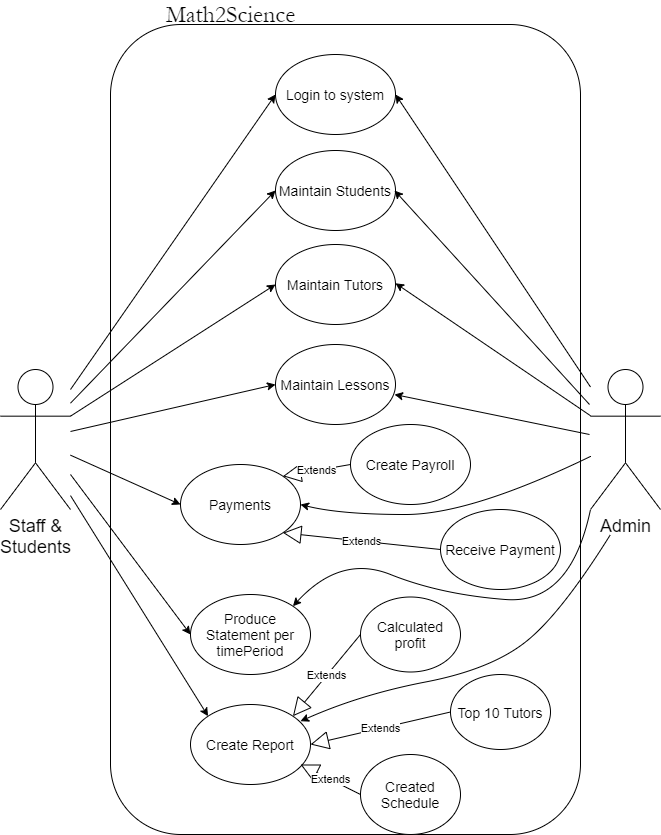 Math2Science
Login to system
Maintain Students
Maintain Tutors
Maintain Lessons
Extends
Create Payroll
Payments
Staff &
Students
Admin
Extends
Receive Payment
Produce
Statement per
timePeriod
Calculated
profit
Extends
Top 10 Tutors
Extends
Create Report
Extends
Created
Schedule